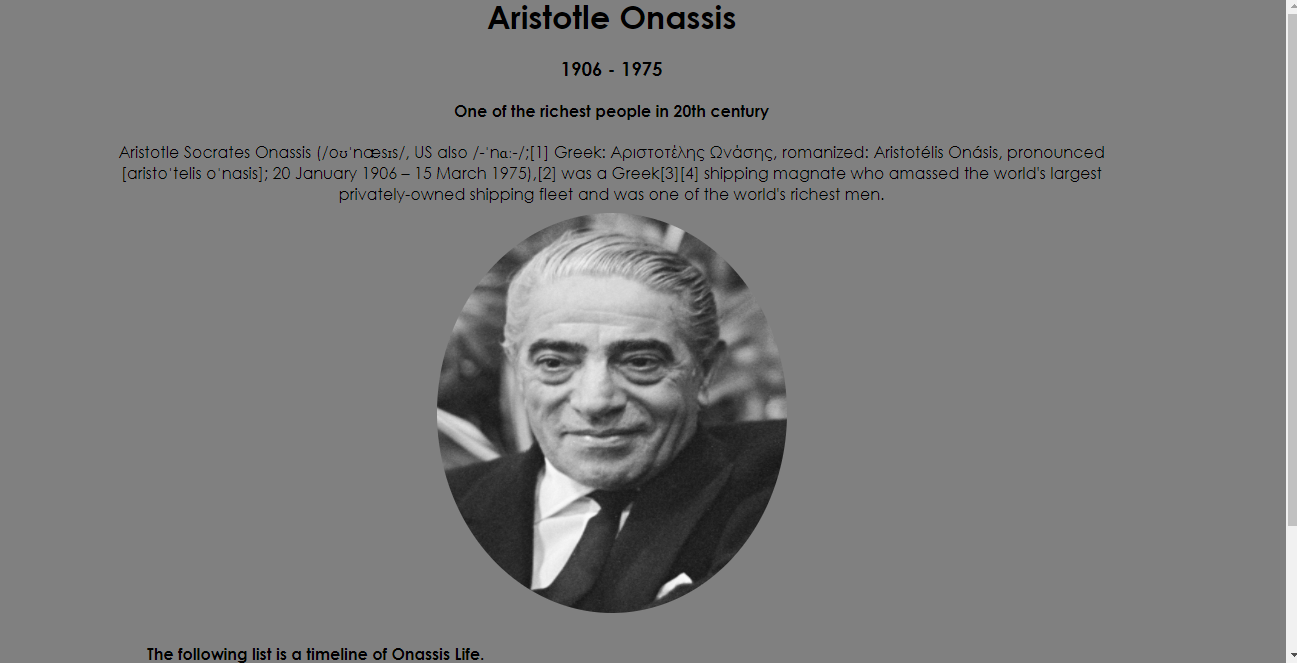 Aristotle Onassis
1906 - 1975
One of the richest people in 20th century
Aristotle Socrates Onassis (/oʊˈnæsɪs/, US also /-ˈnɑː-/;[1] Greek: Αριστοτέλης Ωνάσης, romanized: Aristotélis Onásis, pronounced
[aristoˈtelis oˈnasis]; 20 January 1906 – 15 March 1975),[2] was a Greek[3][4] shipping magnate who amassed the world's largest
privately-owned shipping fleet and was one of the world's richest men.
The following list is a timeline of Onassis Life.